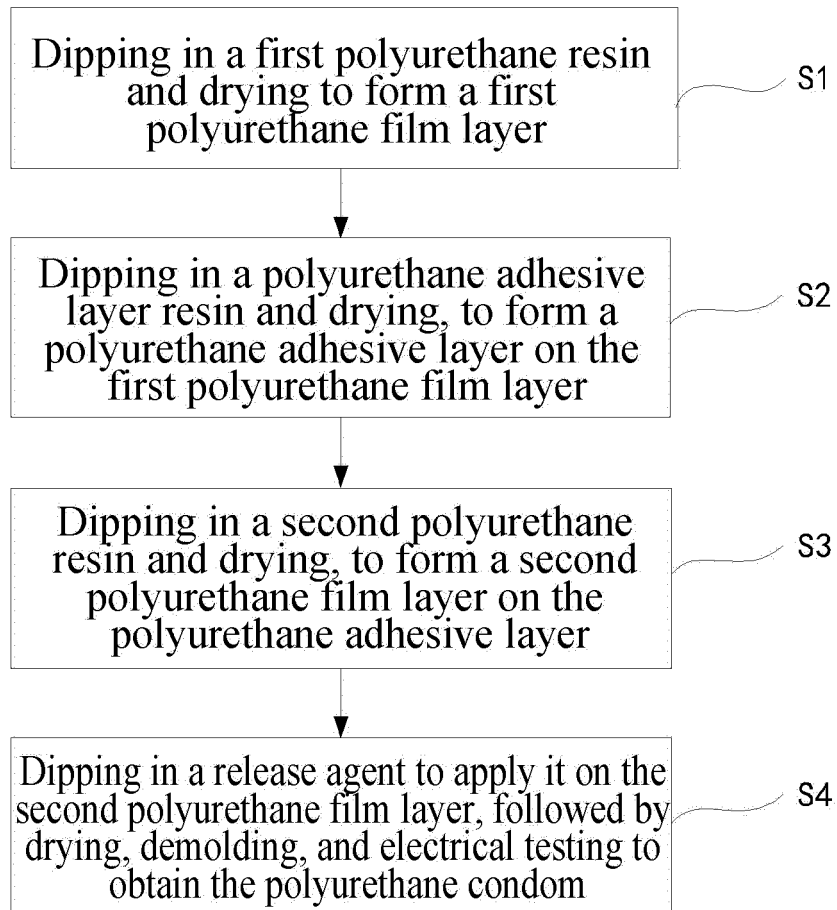 Dipping in a first polyurethane resin
and drying to form a first
polyurethane film layer
S1
Dipping in a polyurethane adhesive
layer resin and drying, to form a
polyurethane adhesive layer on the
first polyurethane film layer
S2
Dipping in a second polyurethane
resin and drying, to form a second
polyurethane film layer on the
polyurethane adhesive layer
S3
Dipping in a release agent to apply it on the
second polyurethane film layer, followed by
drying, demolding, and electrical testing to
obtain the polyurethane condom
S4